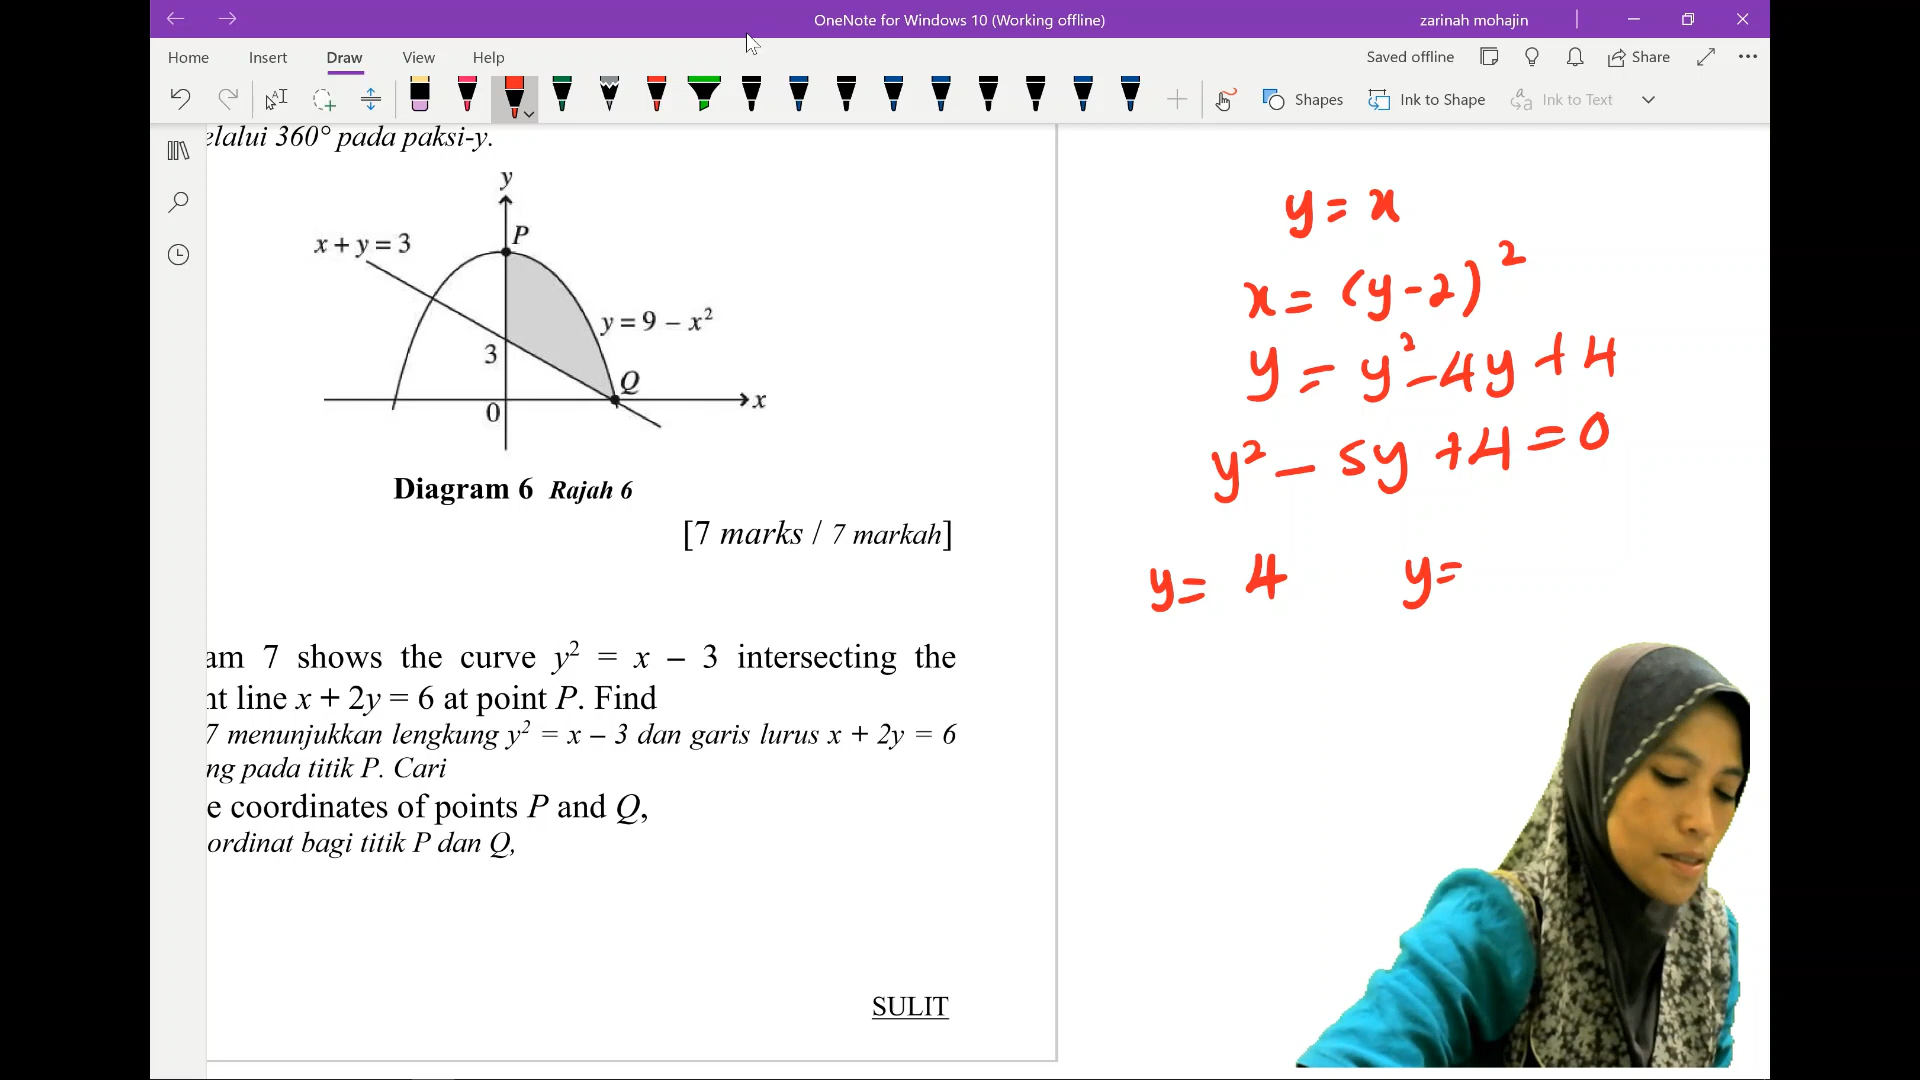 OneNote for Windows 10 (Working offline)
zarinah mohajin
Home Insert Draw View Help
Saved offline
Share
Shapes
Ink to Shape
Ink to Text
elalui 360° pada paksi-y.
y
P
x + y = 3
y = 9 – x²
3
Q
0
x
Diagram 6 Rajah 6
[7 marks / 7 markah]
am 7 shows the curve y² = x – 3 intersecting the
nt line x + 2y = 6 at point P. Find
7 menunjukkan lengkung y² = x – 3 dan garis lurus x + 2y = 6
ng pada titik P. Cari
e coordinates of points P and Q,
ordinat bagi titik P dan Q,
SULIT
y = x
x = (y-2)²
y = y² - 4y + 4
y² - 5y + 4 = 0
y = 4 y =